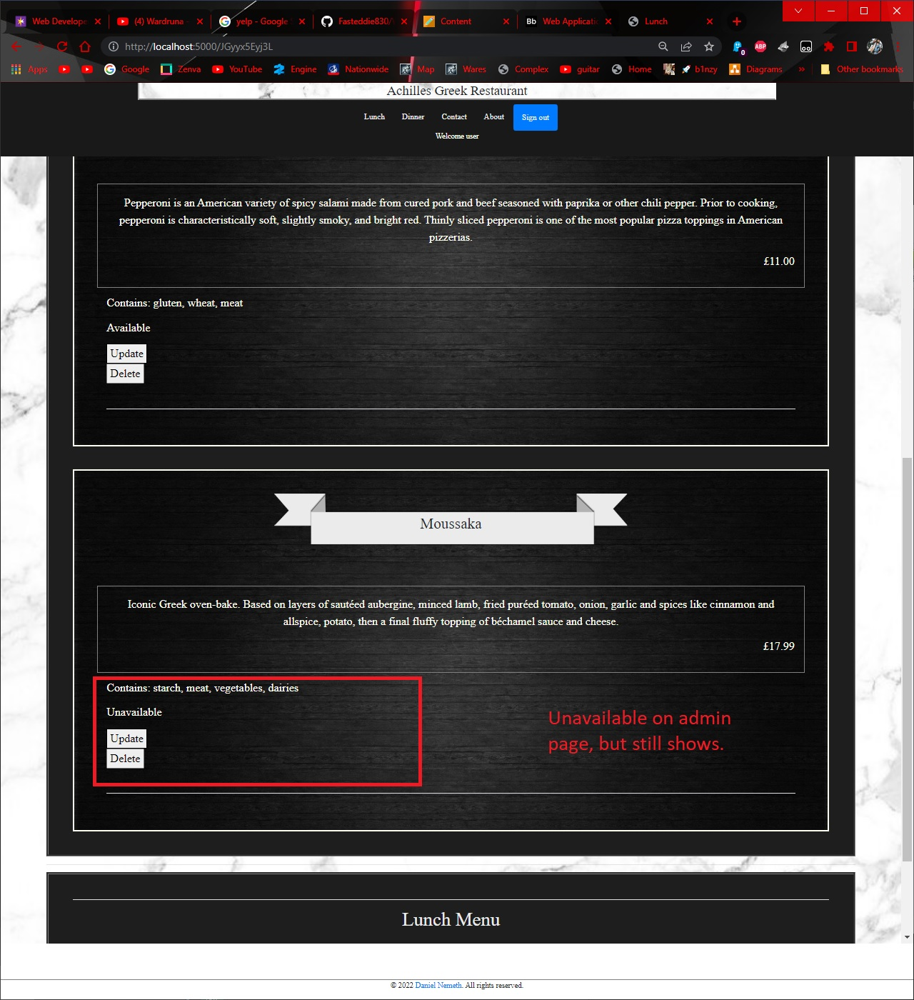 Web Develope
(4) Wardruna
yelp - Google
Fasteddie830/
Content
Web Applicatic
Lunch
http://localhost:5000/JGyyx5Eyj3L
ABP
0
Apps
Google
Zenva
YouTube
Engine
Nationwide
Map
Wares
Complex
guitar
Home
b1nzy
Diagrams
»
Other bookmarks
Achilles Greek Restaurant
Lunch Dinner Contact About Sign out
Welcome user
Pepperoni is an American variety of spicy salami made from cured pork and beef seasoned with paprika or other chili pepper. Prior to cooking,
pepperoni is characteristically soft, slightly smoky, and bright red. Thinly sliced pepperoni is one of the most popular pizza toppings in American
pizzerias.
£11.00
Contains: gluten, wheat, meat
Available
Update
Delete
Moussaka
Iconic Greek oven-bake. Based on layers of sautéed aubergine, minced lamb, fried puréed tomato, onion, garlic and spices like cinnamon and
allspice, potato, then a final fluffy topping of béchamel sauce and cheese.
£17.99
Contains: starch, meat, vegetables, dairies
Unavailable
Update
Delete
Unavailable on admin
page, but still shows.
Lunch Menu
© 2022 Daniel Nemeth. All rights reserved.